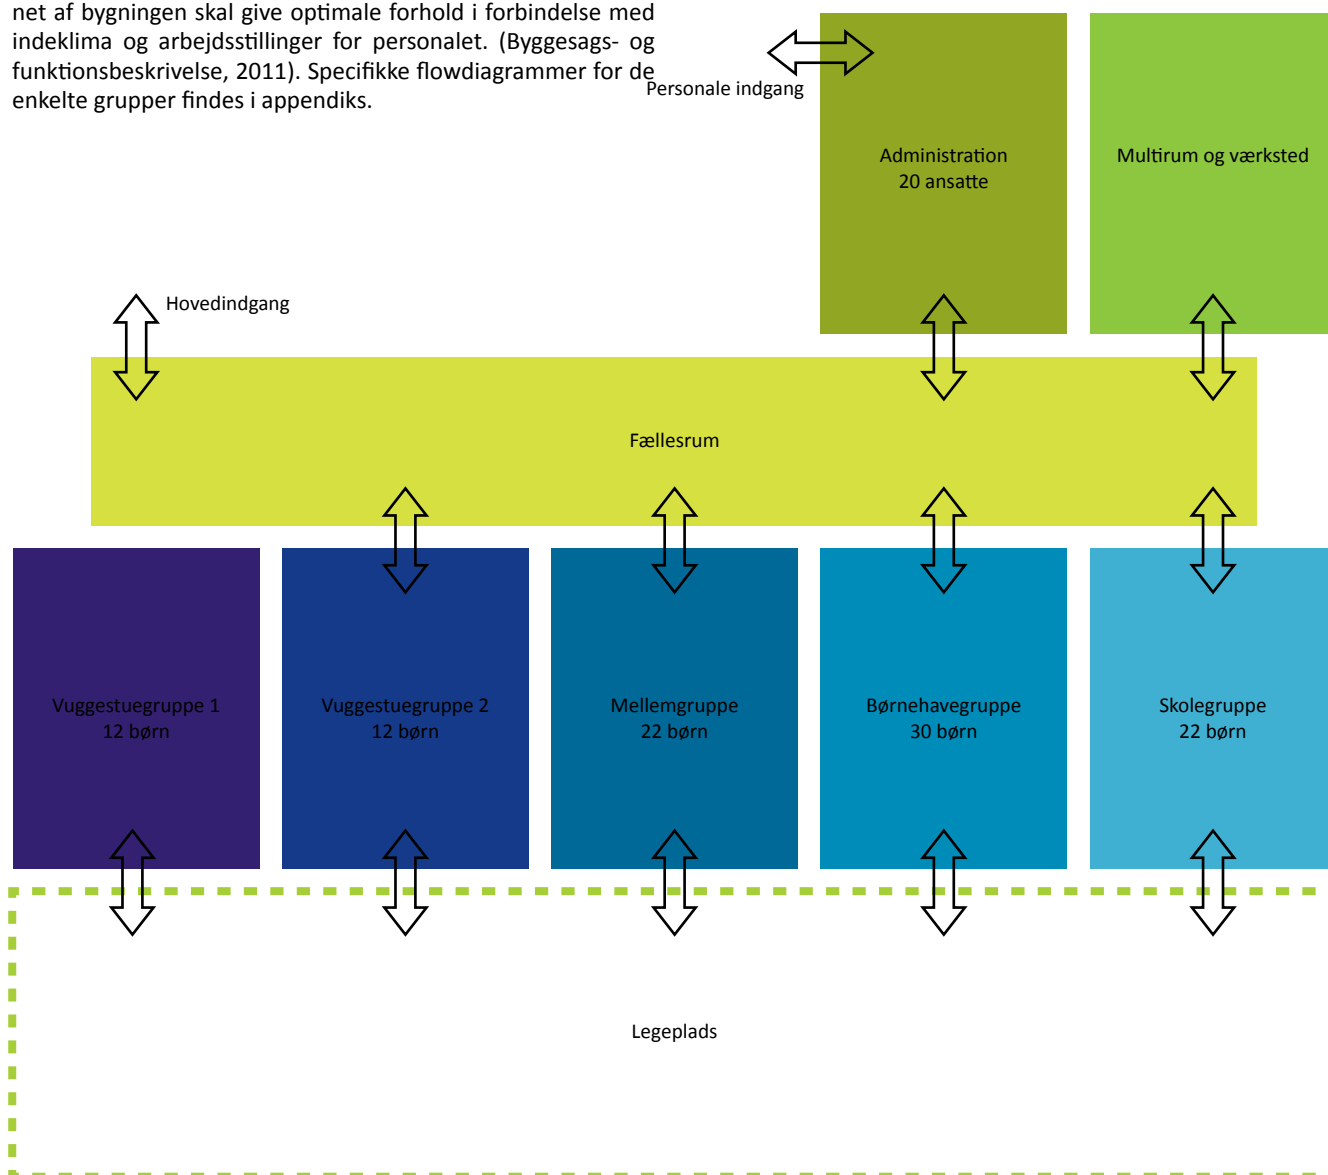 net af bygningen skal give optimale forhold i forbindelse med
indeklima og arbejdsstillinger for personalet. (Byggesags- og
funktionsbeskrivelse, 2011). Specifikke flowdiagrammer for de
enkelte grupper findes i appendiks.
Personale indgang
Administration
20 ansatte
Multirum og værksted
Hovedindgang
Fællesrum
Vuggestuegruppe 1
12 børn
Vuggestuegruppe 2
12 børn
Mellemgruppe
22 børn
Børnehavegruppe
30 børn
Skolegruppe
22 børn
Legeplads